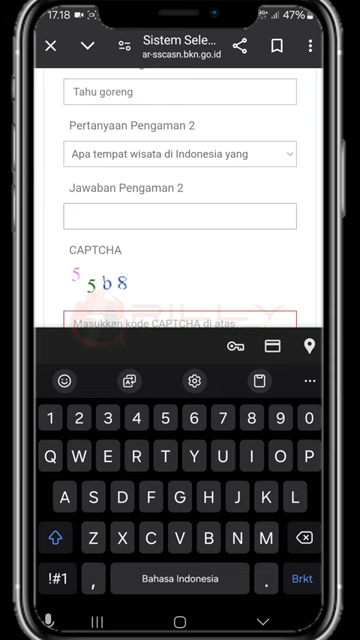 17.18
47%
Sistem Sele...
ar-sscasn.bkn.go.id
Tahu goreng
Pertanyaan Pengaman 2
Apa tempat wisata di Indonesia yang
Jawaban Pengaman 2
CAPTCHA
5 5 b 8
RILLY
Masukkan kode CAPTCHA di atas
1 2 3 4 5 6 7 8 9 0
Q W E R T Y U I O P
A S D F G H J K L
Z X C V B N M
!#1 , Bahasa Indonesia . Brkt